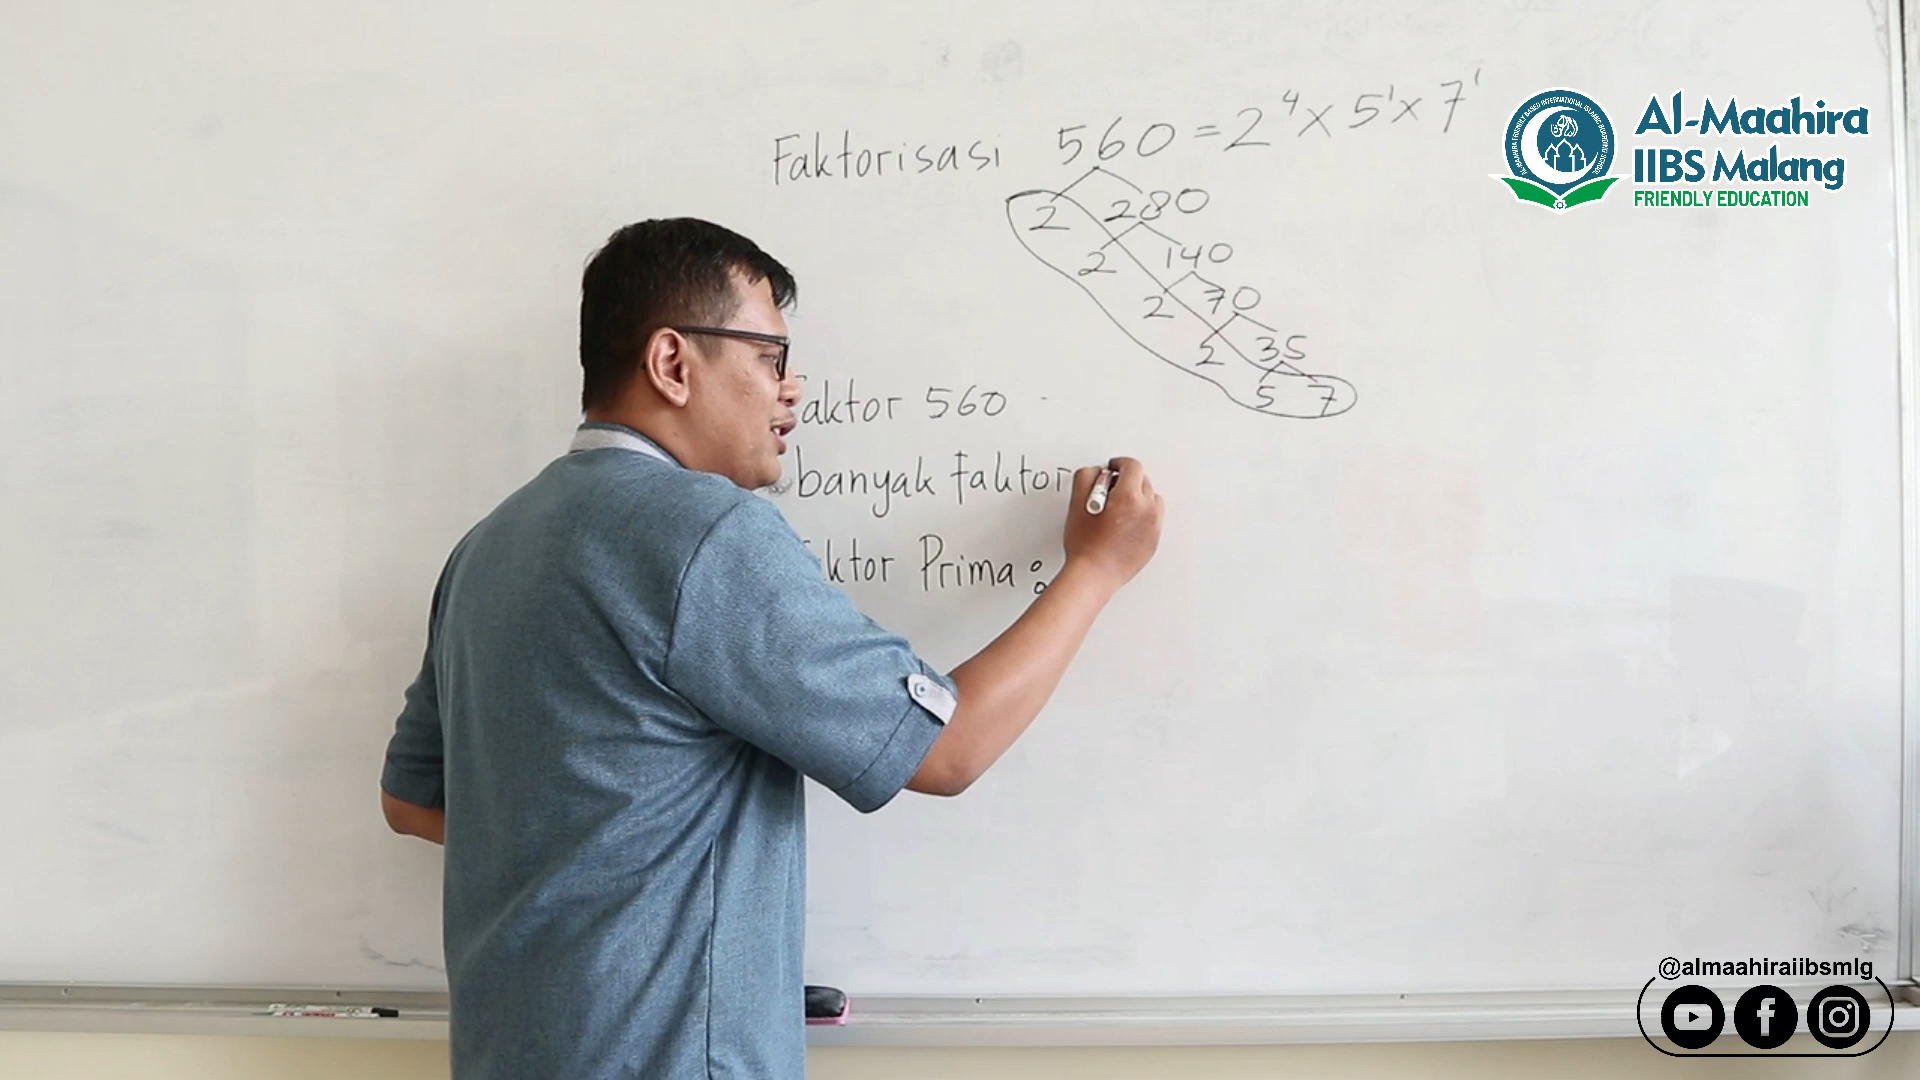 Faktorisasi 560 = 2⁴ × 5¹ × 7¹
2 280
2 140
2 70
2 35
5 7
aktor 560
banyak faktor
ktor Prima :
Al-Maahira
IIBS Malang
FRIENDLY EDUCATION
@almaahiraiibsmlg